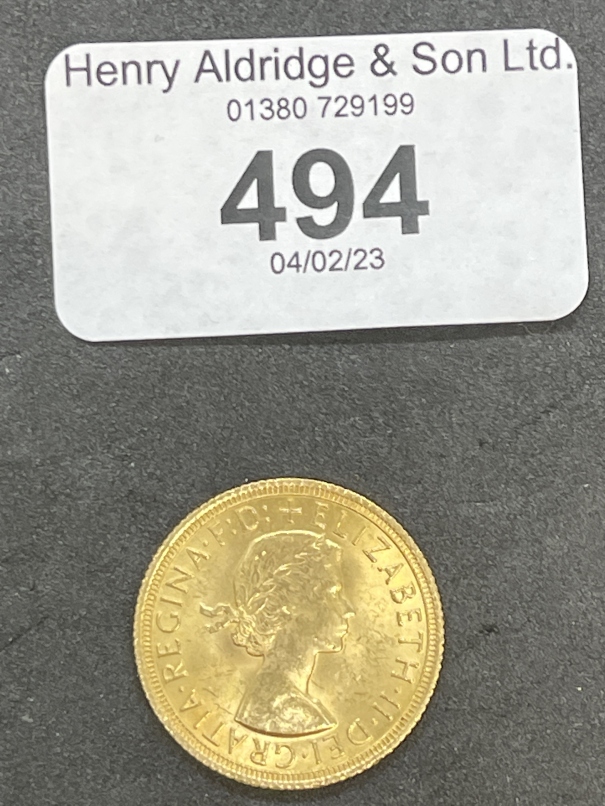 Henry Aldridge & Son Ltd.
01380 729199
494
04/02/23
+ ELIZABETH·II·DEI·GRATIA·REGINA·F:D: